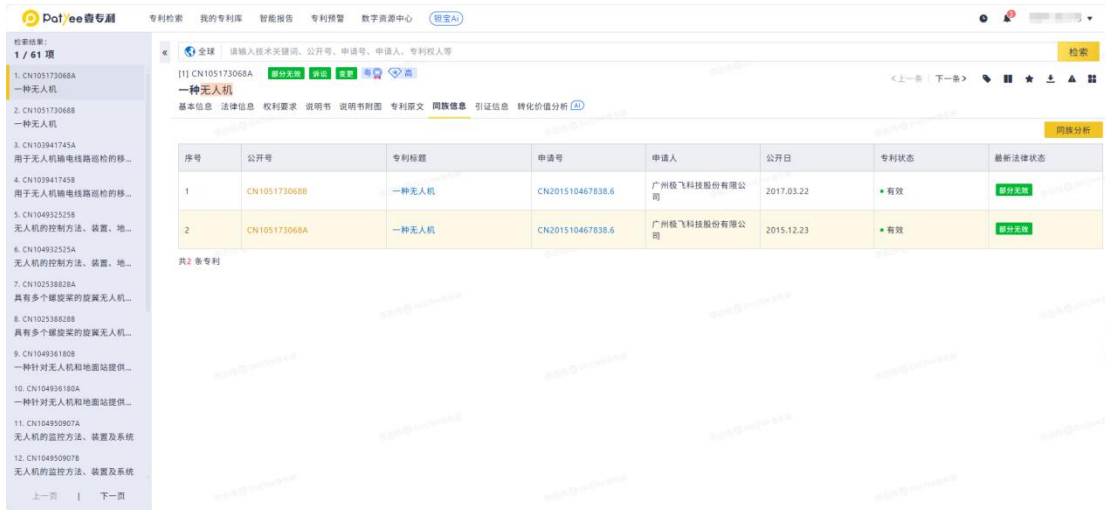 Patyee壹专利
专利检索 我的专利库 智能报告 专利预警 数字资源中心 银宝Ai
检索结果：
1 / 61 项
1. CN105173068A
一种无人机
2. CN105173068B
一种无人机
3. CN103941745A
用于无人机输电线路巡检的移...
4. CN103941745B
用于无人机输电线路巡检的移...
5. CN104932525B
无人机的控制方法、装置、地...
6. CN104932525A
无人机的控制方法、装置、地...
7. CN102538828A
具有多个螺旋桨的旋翼无人机...
8. CN102538828B
具有多个螺旋桨的旋翼无人机...
9. CN104936180B
一种针对无人机和地面站提供...
10. CN104936180A
一种针对无人机和地面站提供...
11. CN104950907A
无人机的监控方法、装置及系统
12. CN104950907B
无人机的监控方法、装置及系统
上一页 | 下一页
« 全球 请输入技术关键词、公开号、申请号、申请人、专利权人等 检索
[1] CN105173068A 部分无效 诉讼 变更 高
<上一条 下一条>
一种无人机
基本信息 法律信息 权利要求 说明书 说明书附图 专利原文 同族信息 引证信息 转化价值分析 AI
同族分析
序号 公开号 专利标题 申请号 申请人 公开日 专利状态 最新法律状态
1 CN105173068B 一种无人机 CN201510467838.6 广州极飞科技股份有限公司 2017.03.22 有效 部分无效
2 CN105173068A 一种无人机 CN201510467838.6 广州极飞科技股份有限公司 2015.12.23 有效 部分无效
共2 条专利